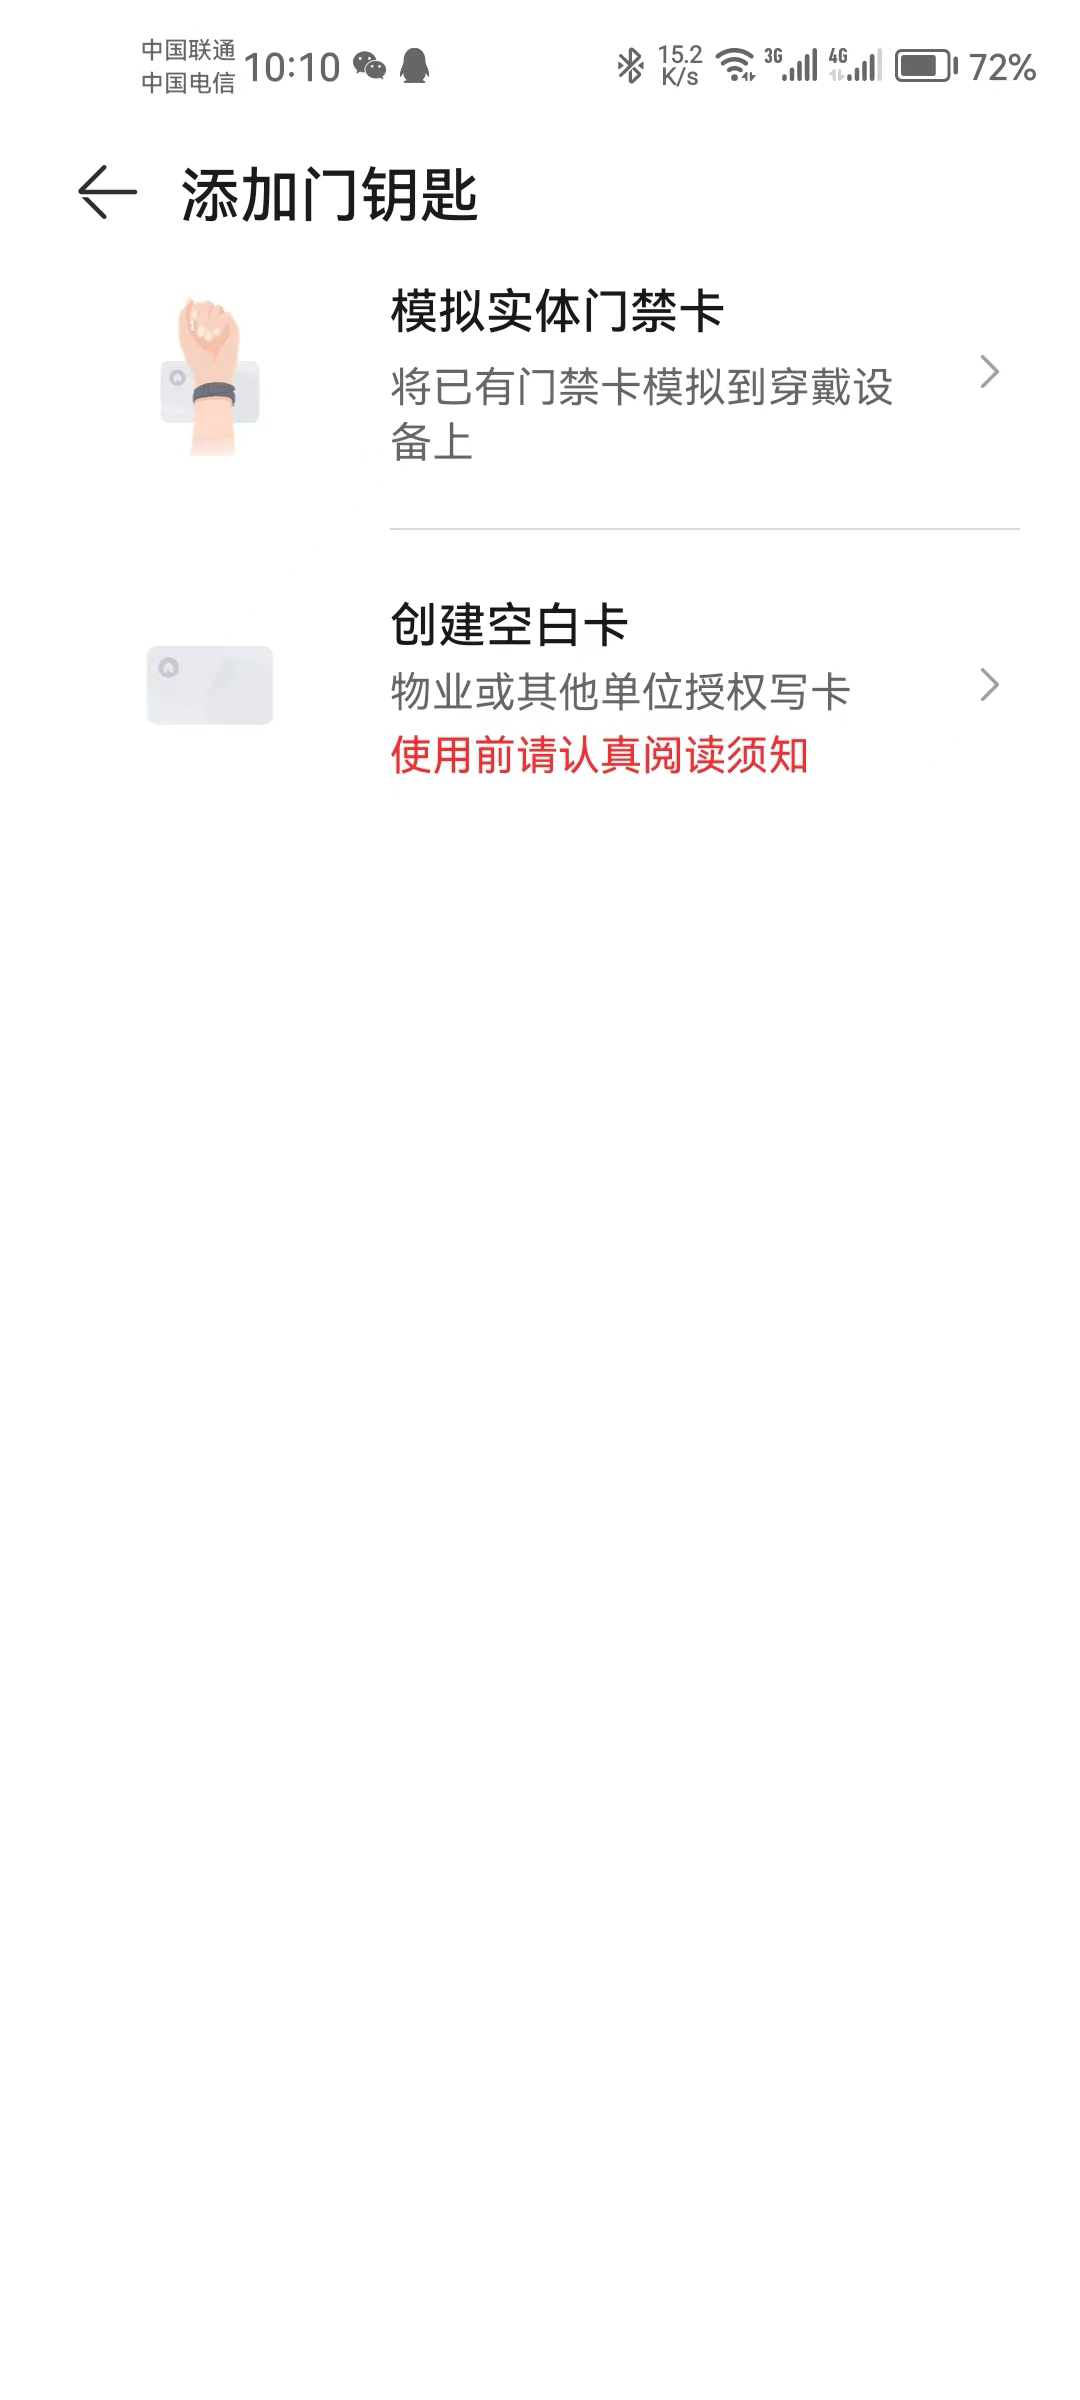 中国联通
中国电信
10:10
15.2
K/s
3G
4G
72%
添加门钥匙
模拟实体门禁卡
将已有门禁卡模拟到穿戴设
备上
创建空白卡
物业或其他单位授权写卡
使用前请认真阅读须知